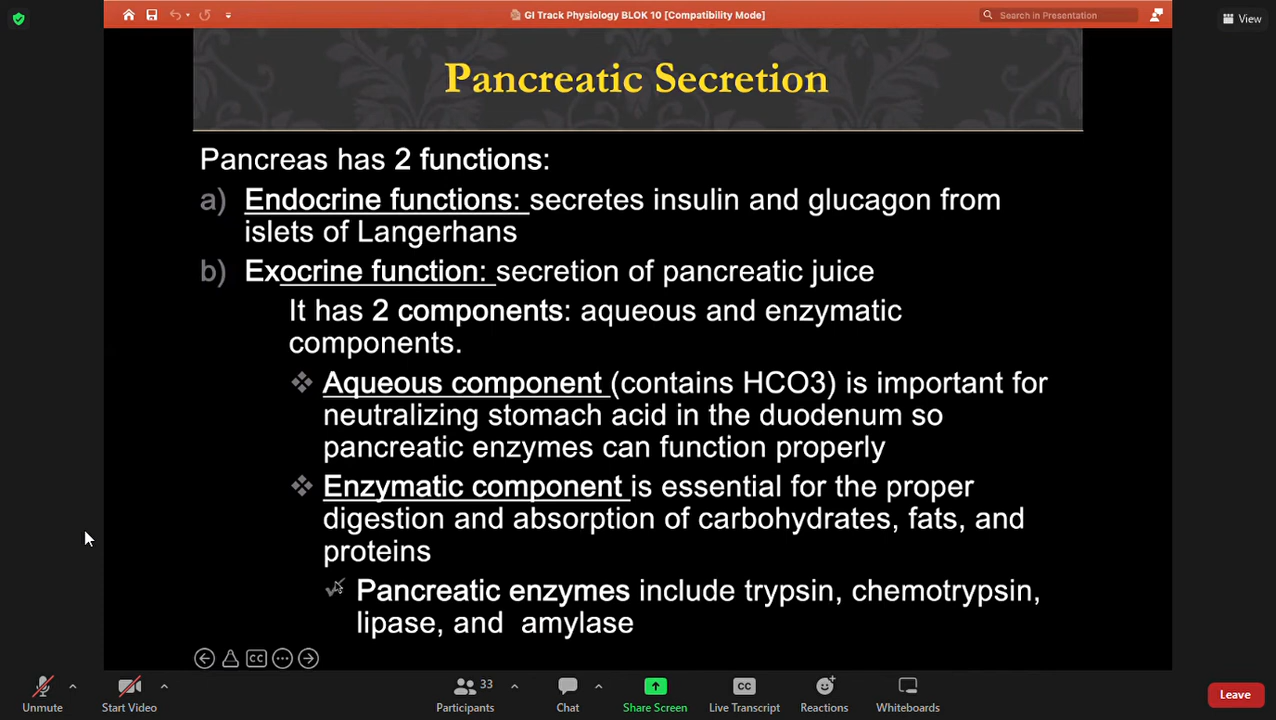 GI Track Physiology BLOK 10 [Compatibility Mode]
Search in Presentation
View
Pancreatic Secretion
Pancreas has 2 functions:
a) Endocrine functions: secretes insulin and glucagon from
islets of Langerhans
b) Exocrine function: secretion of pancreatic juice
It has 2 components: aqueous and enzymatic
components.
❖ Aqueous component (contains HCO3) is important for
neutralizing stomach acid in the duodenum so
pancreatic enzymes can function properly
❖ Enzymatic component is essential for the proper
digestion and absorption of carbohydrates, fats, and
proteins
✓ Pancreatic enzymes include trypsin, chemotrypsin,
lipase, and amylase
CC
Unmute
Start Video
33
Participants
Chat
Share Screen
CC
Live Transcript
Reactions
Whiteboards
Leave